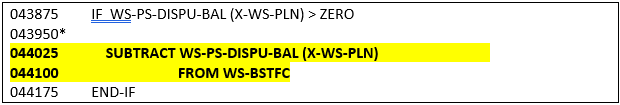 043875 IF WS-PS-DISPU-BAL (X-WS-PLN) > ZERO
043950*
044025 SUBTRACT WS-PS-DISPU-BAL (X-WS-PLN)
044100 FROM WS-BSTFC
044175 END-IF